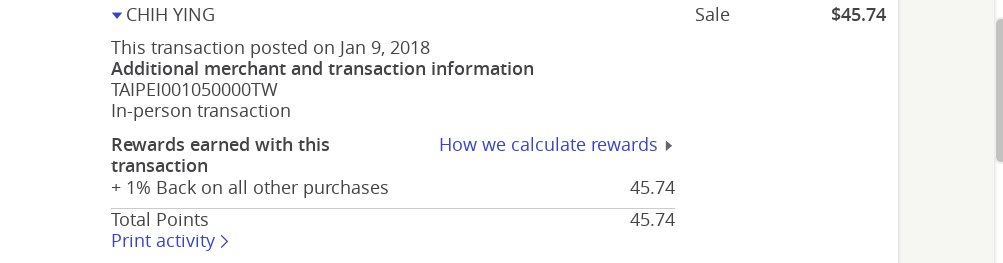 CHIH YING Sale $45.74
This transaction posted on Jan 9, 2018
Additional merchant and transaction information
TAIPEI001050000TW
In-person transaction
Rewards earned with this transaction How we calculate rewards
+ 1% Back on all other purchases 45.74
Total Points 45.74
Print activity